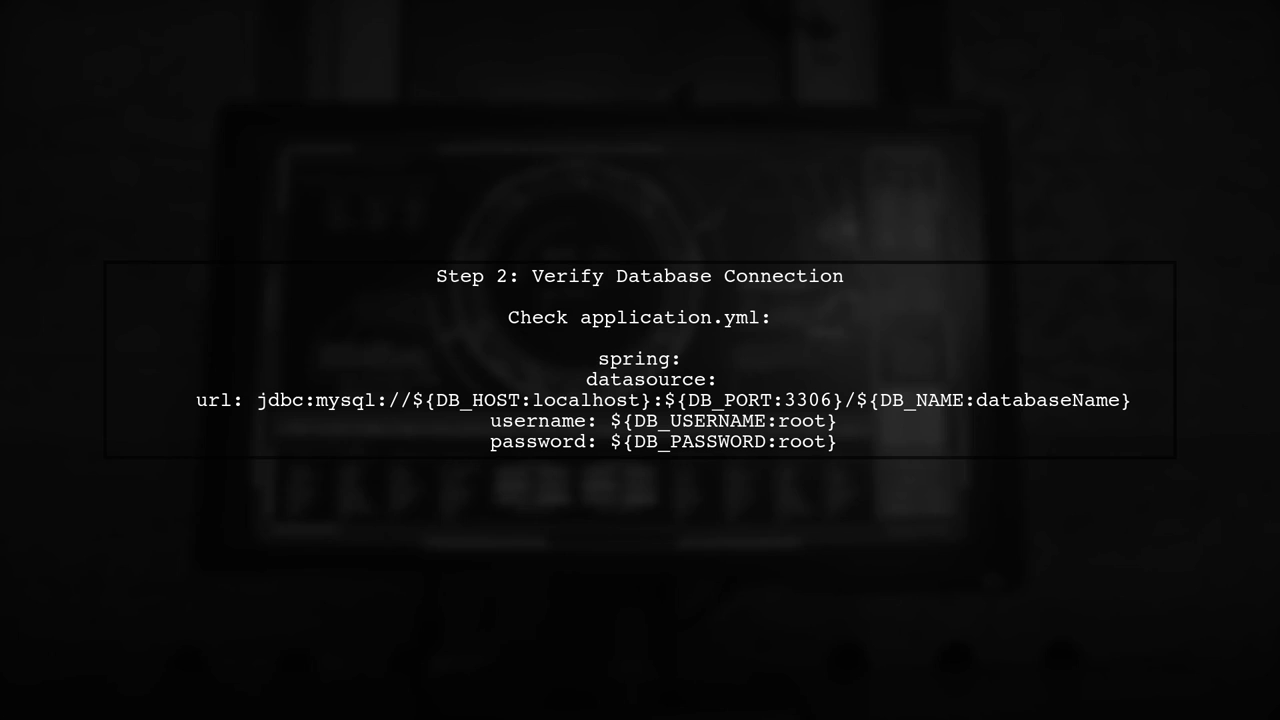 Step 2: Verify Database Connection
Check application.yml:
spring:
datasource:
url: jdbc:mysql://${DB_HOST:localhost}:${DB_PORT:3306}/${DB_NAME:databaseName}
username: ${DB_USERNAME:root}
password: ${DB_PASSWORD:root}